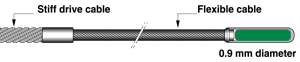 Stiff drive cable
Flexible cable
0.9 mm diameter